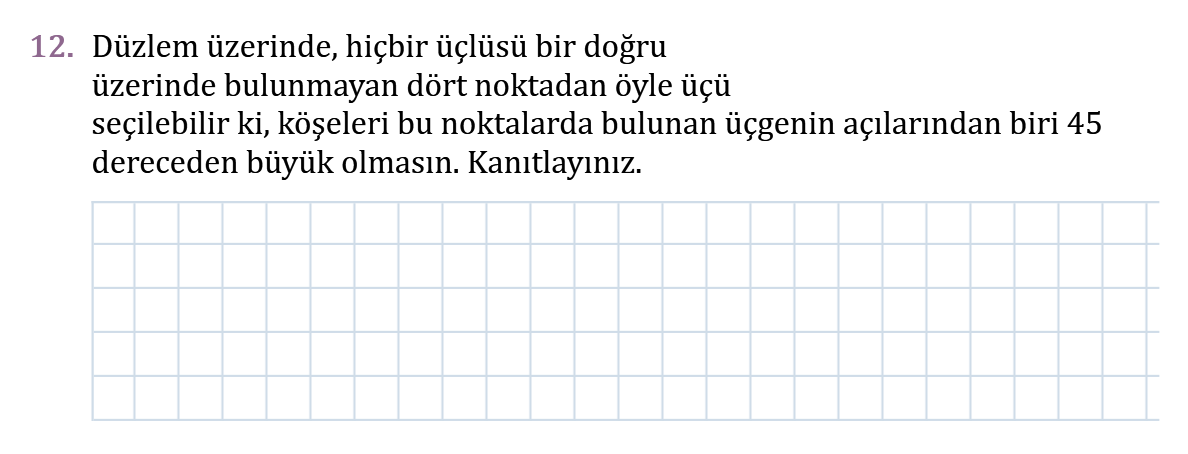 12. Düzlem üzerinde, hiçbir üçlüsü bir doğru
üzerinde bulunmayan dört noktadan öyle üçü
seçilebilir ki, köşeleri bu noktalarda bulunan üçgenin açılarından biri 45
dereceden büyük olmasın. Kanıtlayınız.